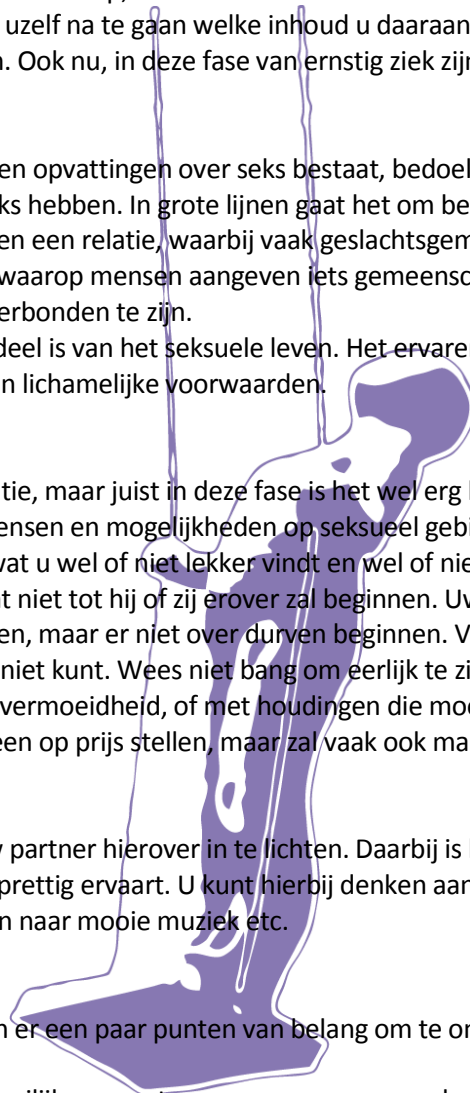 uzelf na te gaan welke inhoud u daaraan
n. Ook nu, in deze fase van ernstig ziek zijn
en opvattingen over seks bestaat, bedoel
ks hebben. In grote lijnen gaat het om be
en een relatie, waarbij vaak geslachtsgem
waarop mensen aangeven iets gemeensc
erbonden te zijn.
deel is van het seksuele leven. Het ervaren
n lichamelijke voorwaarden.
tie, maar juist in deze fase is het wel erg
ensen en mogelijkheden op seksueel gebi
wat u wel of niet lekker vindt en wel of nie
t niet tot hij of zij erover zal beginnen. Uw
en, maar er niet over durven beginnen. V
niet kunt. Wees niet bang om eerlijk te zi
vermoeidheid, of met houdingen die moe
een op prijs stellen, maar zal vaak ook ma
partner hierover in te lichten. Daarbij is
prettig ervaart. U kunt hierbij denken aan
n naar mooie muziek etc.
n er een paar punten van belang om te on